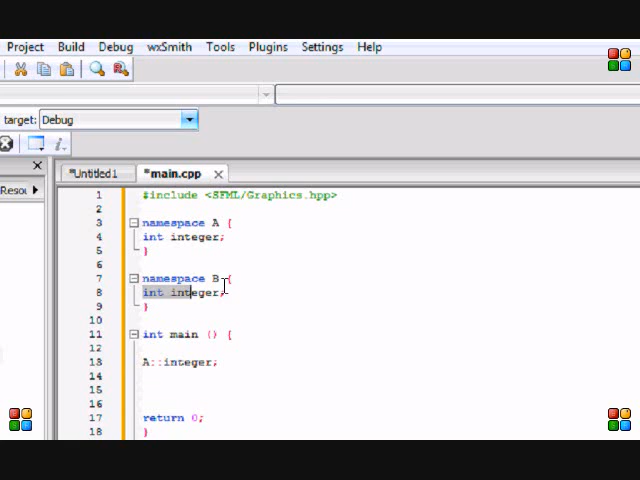 Project Build Debug wxSmith Tools Plugins Settings Help
target: Debug
Resou
*Untitled1 *main.cpp
1 #include <SFML/Graphics.hpp>
2
3 namespace A {
4 int integer;
5 }
6
7 namespace B {
8 int integer;
9 }
10
11 int main () {
12
13 A::integer;
14
15
16
17 return 0;
18 }